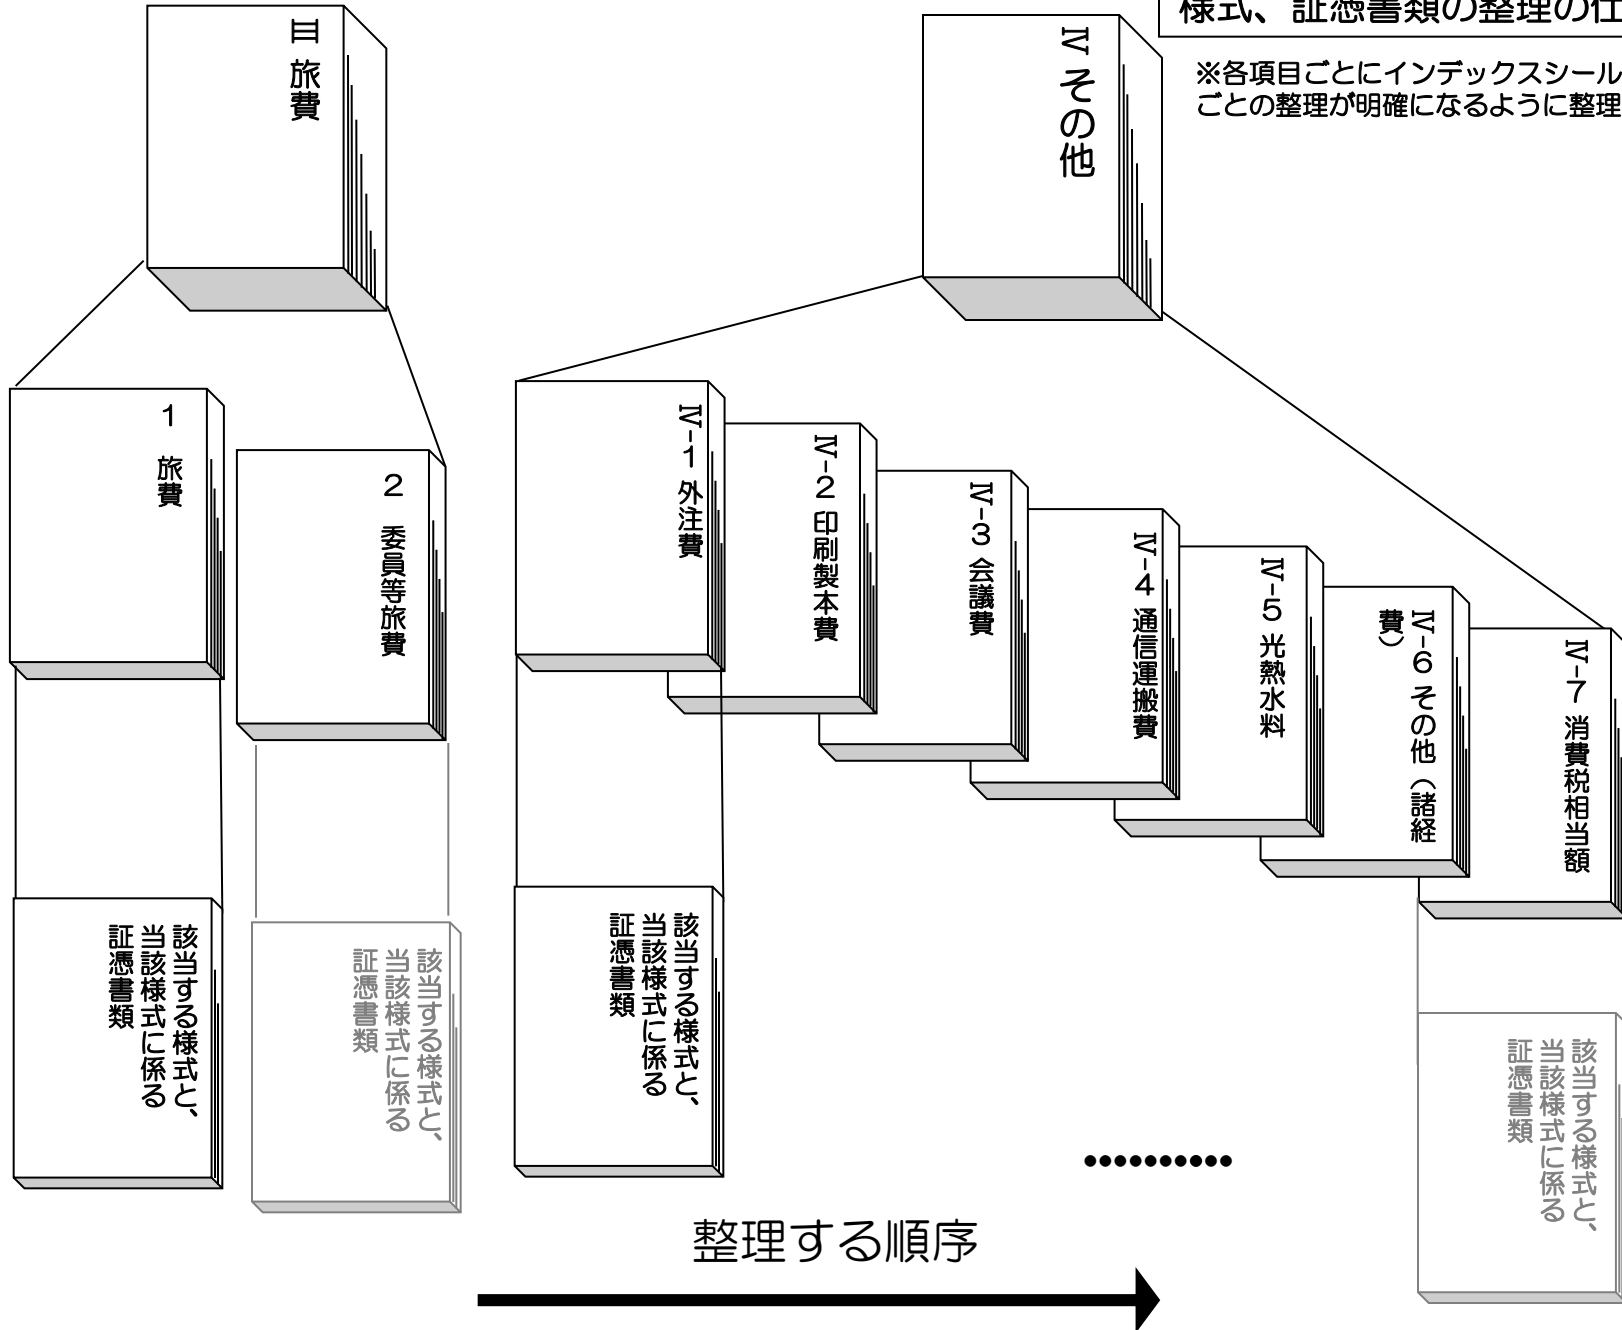 様式、証憑書類の整理の仕
※各項目ごとにインデックスシール
ごとの整理が明確になるように整理
Ⅲ 旅費
Ⅳ その他
1 旅費
2 委員等旅費
Ⅳ-1 外注費
Ⅳ-2 印刷製本費
Ⅳ-3 会議費
Ⅳ-4 通信運搬費
Ⅳ-5 光熱水料
Ⅳ-6 その他（諸経
費）
Ⅳ-7 消費税相当額
該当する様式と、
当該様式に係る
証憑書類
該当する様式と、
当該様式に係る
証憑書類
該当する様式と、
当該様式に係る
証憑書類
••••••••••
該当する様式と、
当該様式に係る
証憑書類
整理する順序